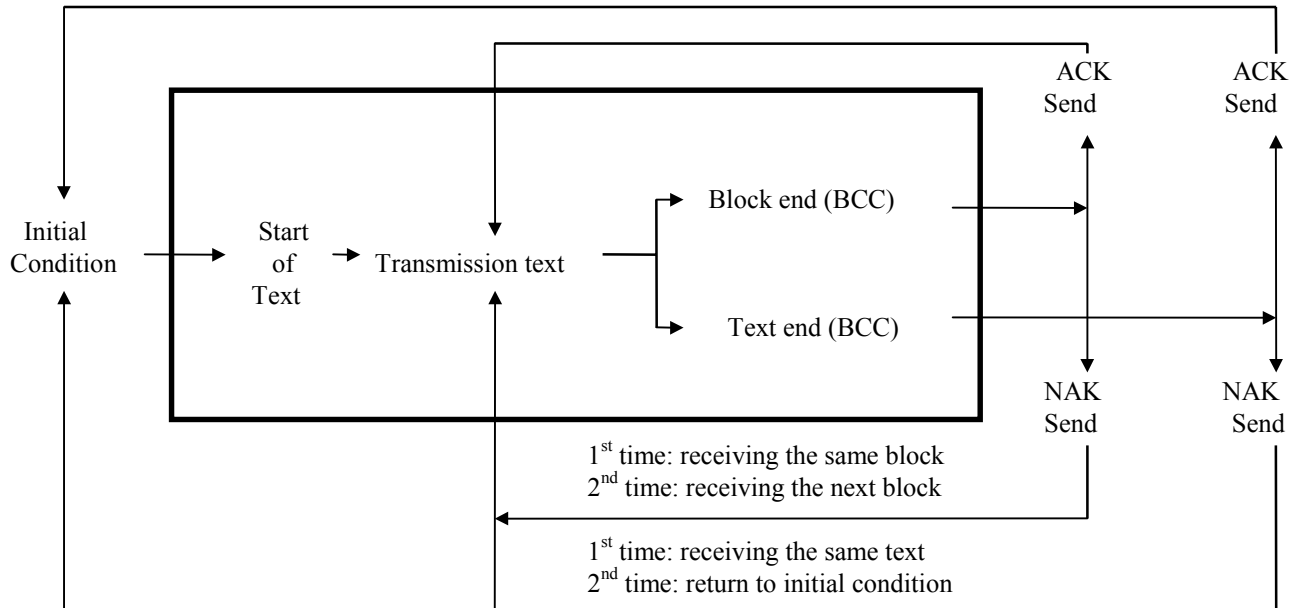 ACK
Send
ACK
Send
Initial
Condition
Start
of
Text
Transmission text
Block end (BCC)
Text end (BCC)
NAK
Send
NAK
Send
1st time: receiving the same block
2nd time: receiving the next block
1st time: receiving the same text
2nd time: return to initial condition